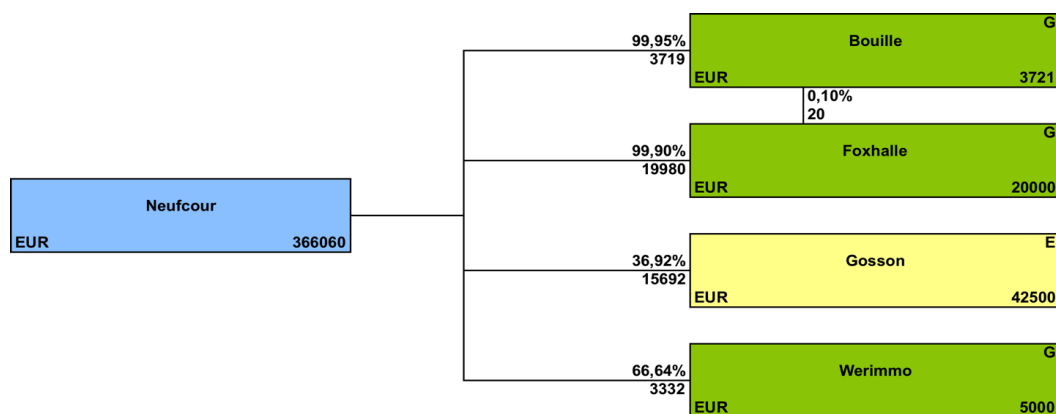 99,95%
3719
G
Bouille
EUR 3721
0,10%
20
99,90%
19980
G
Foxhalle
EUR 20000
Neufcour
EUR 366060
36,92%
15692
E
Gosson
EUR 42500
66,64%
3332
G
Werimmo
EUR 5000